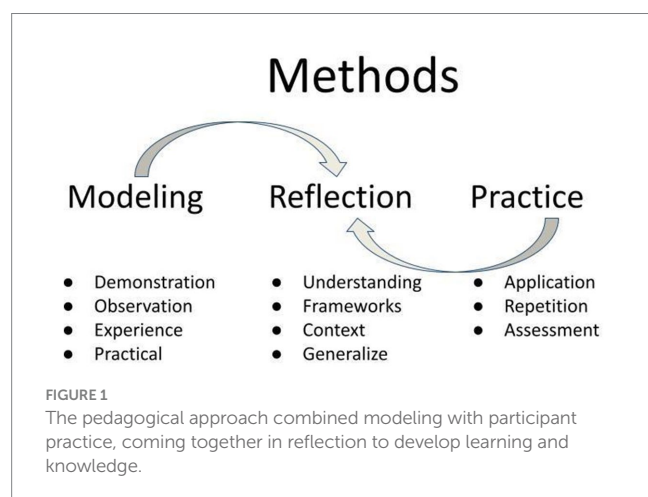 Methods
Modeling
Reflection
Practice
● Demonstration
● Observation
● Experience
● Practical
● Understanding
● Frameworks
● Context
● Generalize
● Application
● Repetition
● Assessment
FIGURE 1
The pedagogical approach combined modeling with participant
practice, coming together in reflection to develop learning and
knowledge.